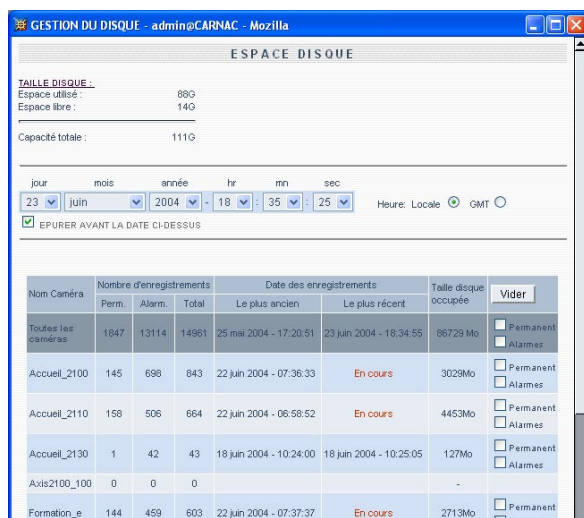 GESTION DU DISQUE - admin@CARNAC - Mozilla
ESPACE DISQUE
TAILLE DISQUE :
Espace utilisé : 88G
Espace libre : 14G
Capacité totale : 111G
jour mois année hr mn sec
23 juin 2004 - 18 : 35 : 25 Heure: Locale GMT
EPURER AVANT LA DATE CI-DESSUS
Nom Caméra Nombre d'enregistrements Date des enregistrements Taille disque occupée Vider
Perm. Alarm. Total Le plus ancien Le plus récent
Toutes les caméras 1847 13114 14961 25 mai 2004 - 17:20:51 23 juin 2004 - 18:34:55 86729 Mo Permanent Alarmes
Accueil_2100 145 698 843 22 juin 2004 - 07:36:33 En cours 3029Mo Permanent Alarmes
Accueil_2110 158 506 664 22 juin 2004 - 06:58:52 En cours 4453Mo Permanent Alarmes
Accueil_2130 1 42 43 18 juin 2004 - 10:24:00 18 juin 2004 - 10:25:05 127Mo Permanent Alarmes
Axis2100_100 0 0 0 -
Formation_e 144 459 603 22 juin 2004 - 07:37:37 En cours 2713Mo Permanent